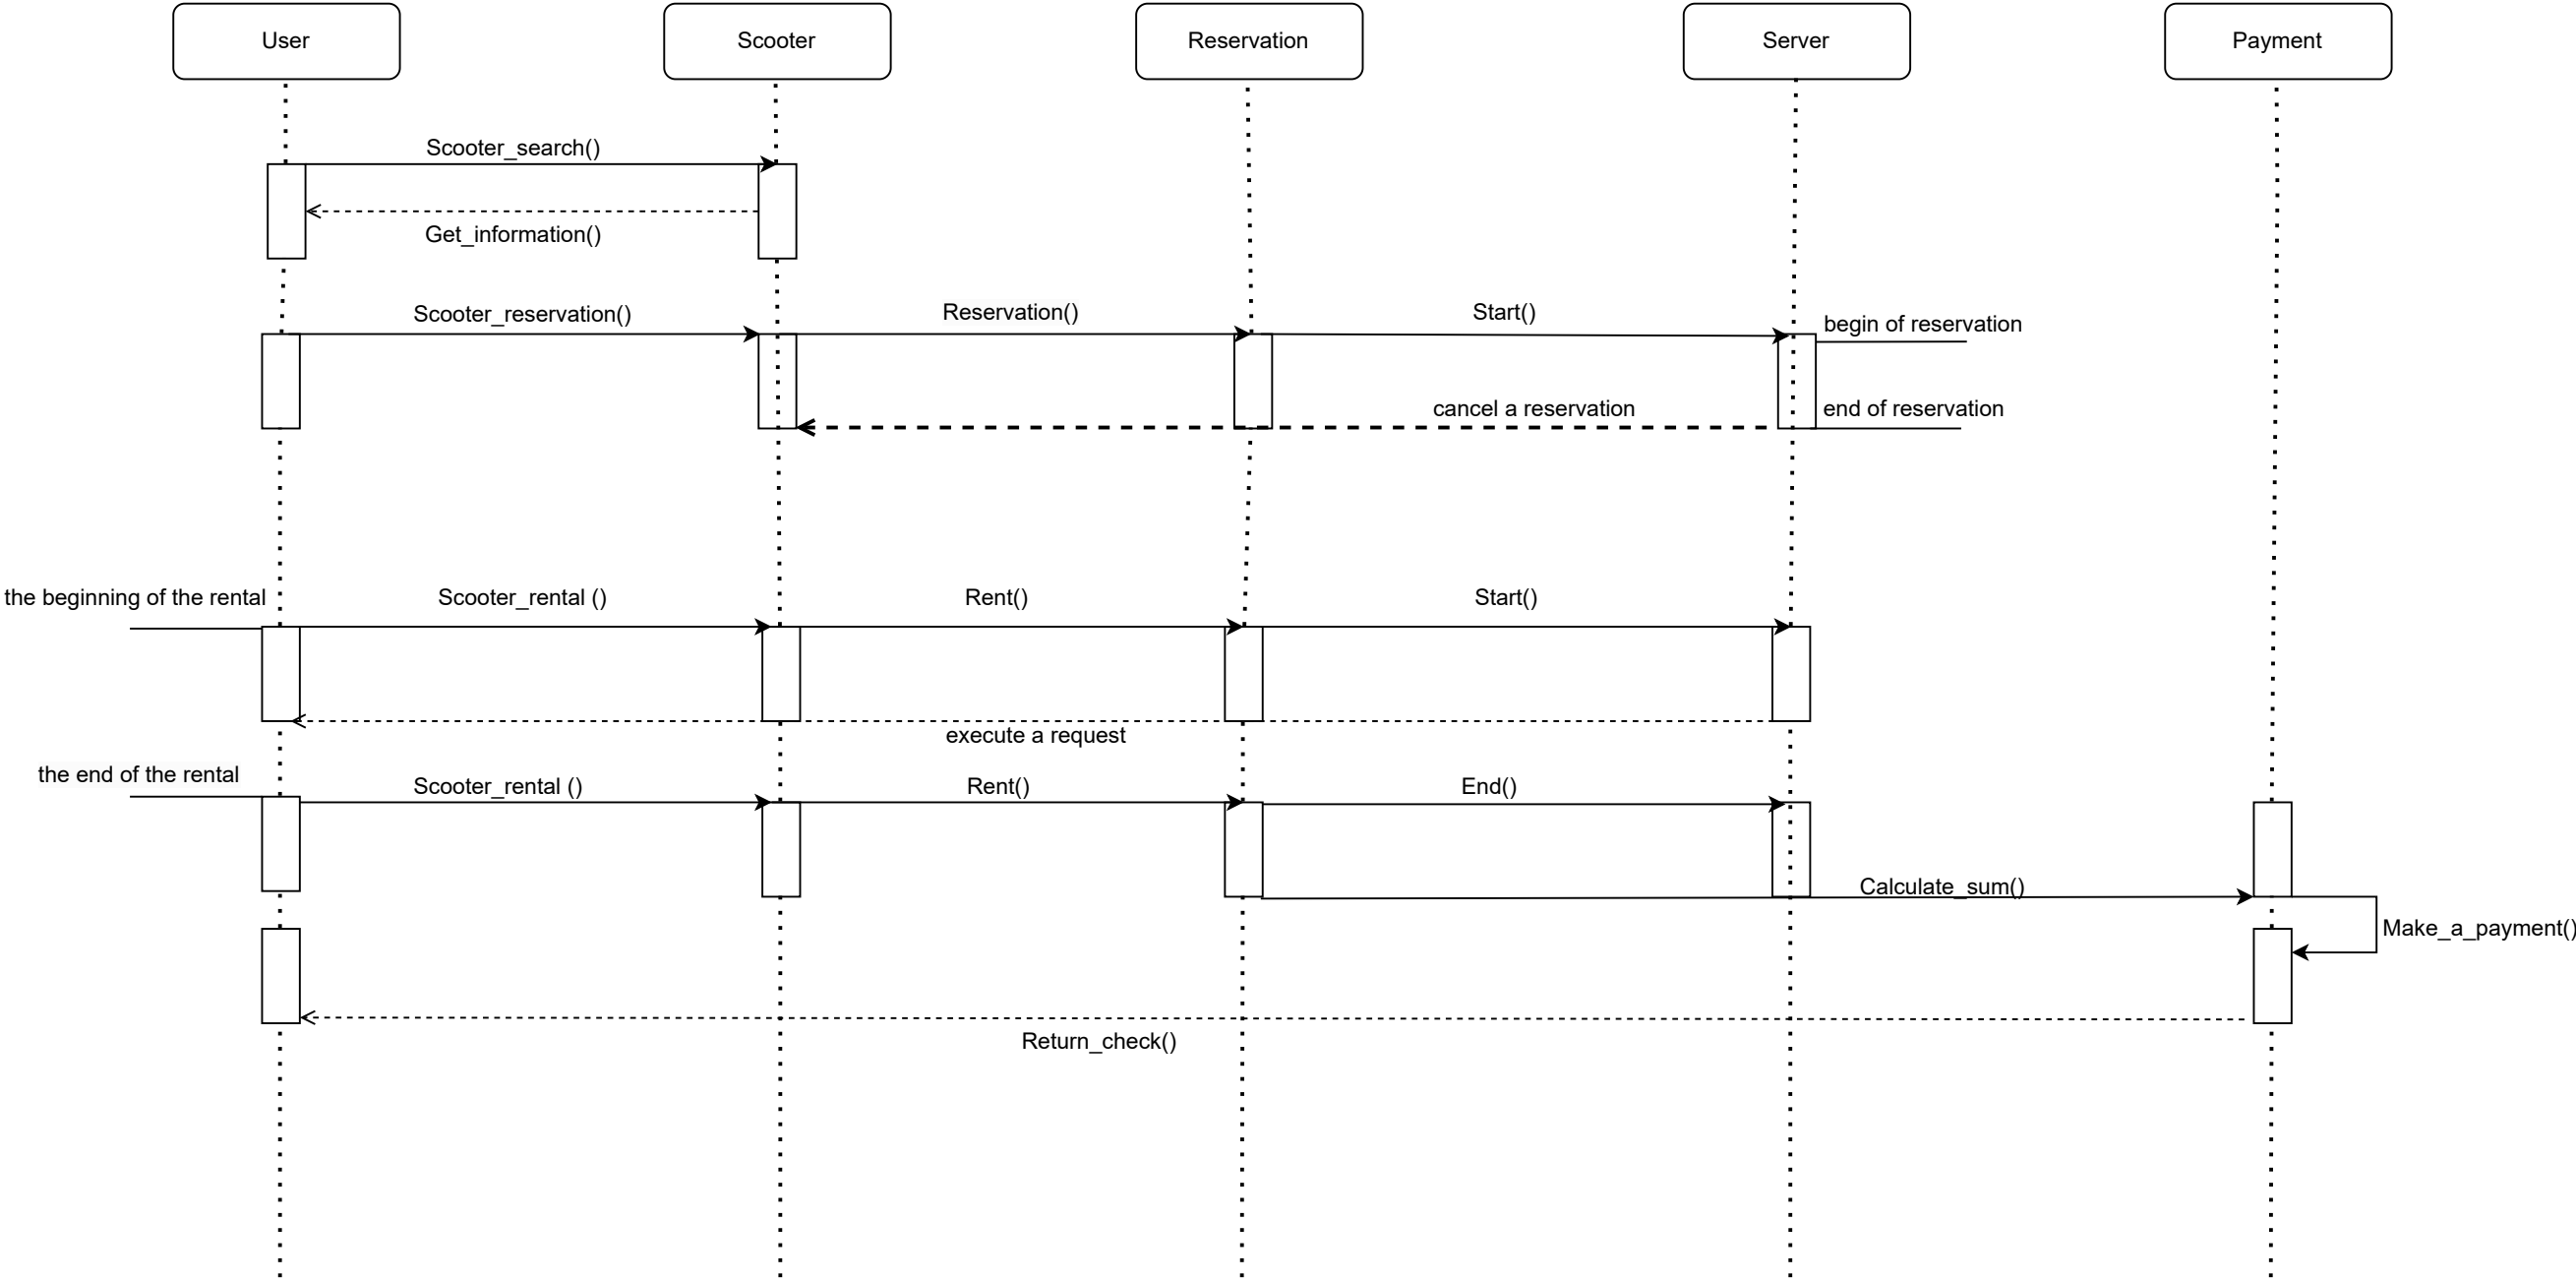 User
Scooter
Reservation
Server
Payment
Scooter_search()
Get_information()
Scooter_reservation()
Reservation()
Start()
begin of reservation
cancel a reservation
end of reservation
the beginning of the rental
Scooter_rental ()
Rent()
Start()
execute a request
the end of the rental
Scooter_rental ()
Rent()
End()
Calculate_sum()
Make_a_payment()
Return_check()